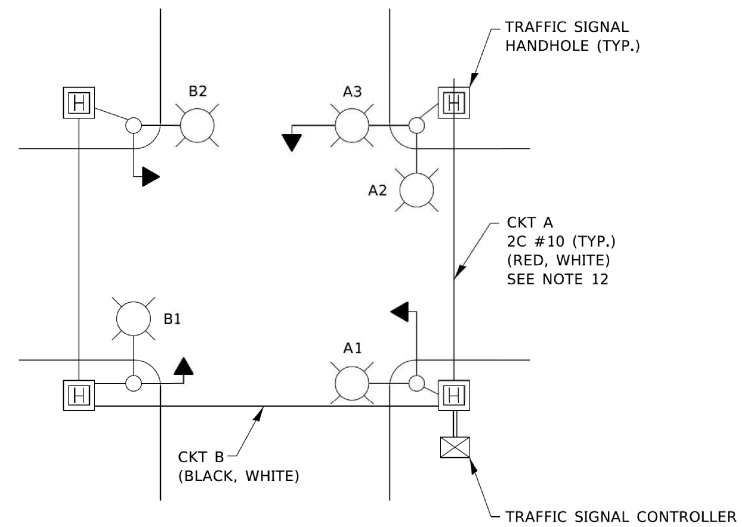 TRAFFIC SIGNAL
HANDHOLE (TYP.)
H
B2
A3
H
A2
CKT A
2C #10 (TYP.)
(RED, WHITE)
SEE NOTE 12
B1
A1
H
H
CKT B
(BLACK, WHITE)
TRAFFIC SIGNAL CONTROLLER